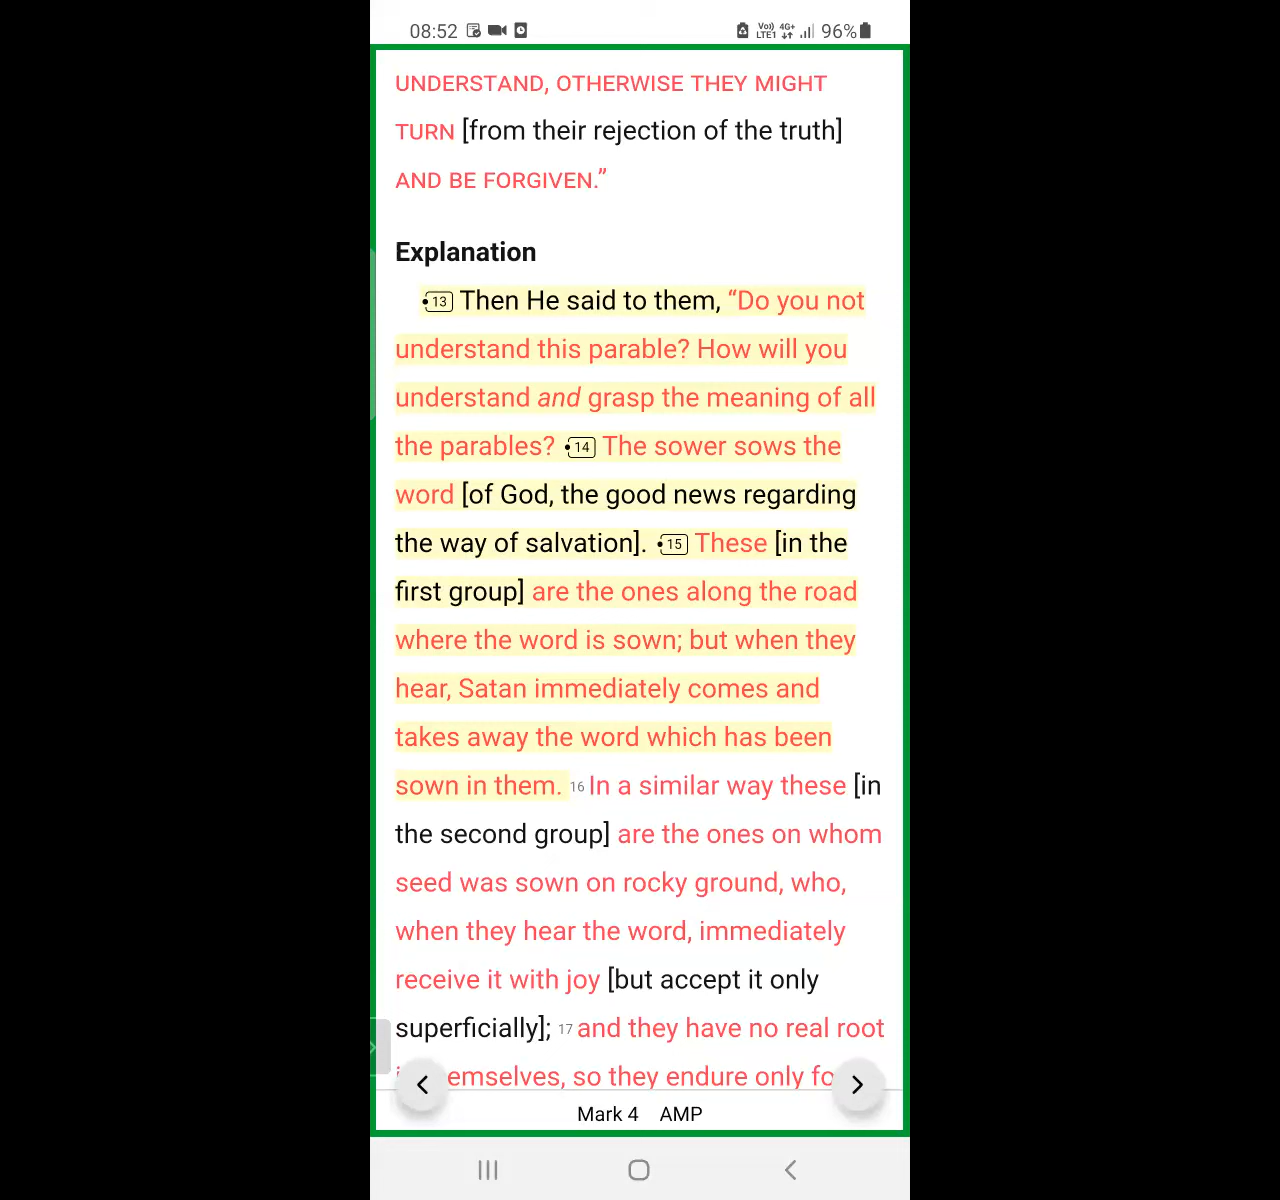 08:52 Vo)) LTE1 4G+ 96%
UNDERSTAND, OTHERWISE THEY MIGHT
TURN [from their rejection of the truth]
AND BE FORGIVEN.”
Explanation
13 Then He said to them, “Do you not
understand this parable? How will you
understand and grasp the meaning of all
the parables? 14 The sower sows the
word [of God, the good news regarding
the way of salvation]. 15 These [in the
first group] are the ones along the road
where the word is sown; but when they
hear, Satan immediately comes and
takes away the word which has been
sown in them. 16 In a similar way these [in
the second group] are the ones on whom
seed was sown on rocky ground, who,
when they hear the word, immediately
receive it with joy [but accept it only
superficially]; 17 and they have no real root
emselves, so they endure only fo
Mark 4 AMP